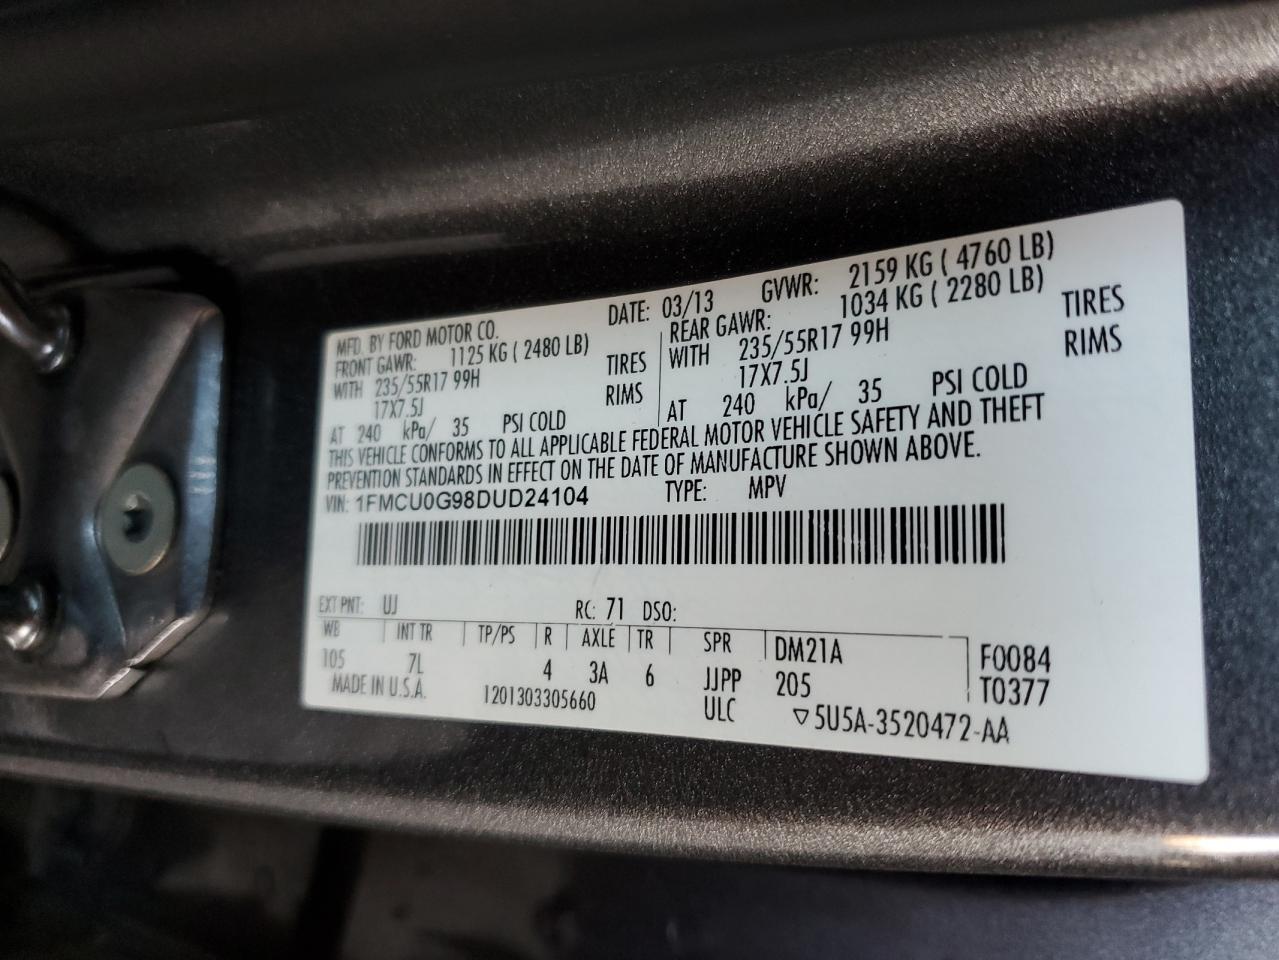 MFD. BY FORD MOTOR CO. DATE: 03/13 GVWR: 2159 KG ( 4760 LB)
FRONT GAWR: 1125 KG ( 2480 LB) REAR GAWR: 1034 KG ( 2280 LB)
WITH 235/55R17 99H TIRES WITH 235/55R17 99H TIRES
17X7.5J RIMS 17X7.5J RIMS
AT 240 kPa/ 35 PSI COLD AT 240 kPa/ 35 PSI COLD
THIS VEHICLE CONFORMS TO ALL APPLICABLE FEDERAL MOTOR VEHICLE SAFETY AND THEFT
PREVENTION STANDARDS IN EFFECT ON THE DATE OF MANUFACTURE SHOWN ABOVE.
VIN: 1FMCU0G98DUD24104 TYPE: MPV
EXT PNT: UJ RC: 71 DSO:
WB INT TR TP/PS R AXLE TR SPR DM21A F0084
105 7L 4 3A 6 JJPP 205 T0377
MADE IN U.S.A. 1201303305660 ULC ▽5U5A-3520472-AA